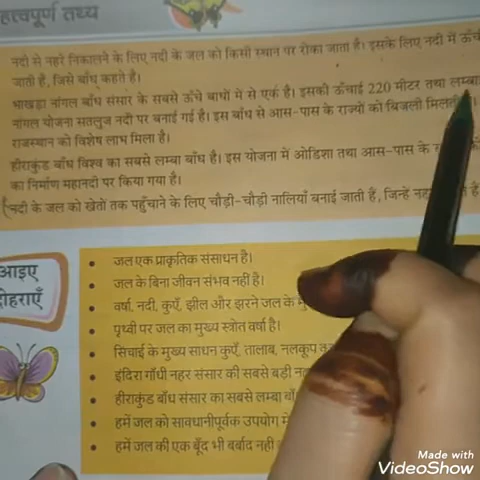 हत्त्वपूर्ण तथ्य
नदी से नहरें निकालने के लिए नदी के जल को किसी स्थान पर रोका जाता है। इसके लिए नदी में ऊँची
जाती हैं, जिसे बाँध कहते है।
भाखड़ा नांगल बाँध संसार के सबसे ऊँचे बाधों में से एक है। इसकी ऊँचाई 220 मीटर तथा लम्बा
नांगल योजना सतलुज नदी पर बनाई गई है। इस बाँध से आस-पास के राज्यों को बिजली मिलती
राजस्थान को विशेष लाभ मिला है।
हीराकुंड बाँध विश्व का सबसे लम्बा बाँध है। इस योजना में ओडिशा तथा आस-पास के
का निर्माण महानदी पर किया गया है।
नदी के जल को खेतों तक पहुँचाने के लिए चौड़ी-चौड़ी नालियाँ बनाई जाती हैं, जिन्हें
आइए
दोहराएँ
• जल एक प्राकृतिक संसाधन है।
• जल के बिना जीवन संभव नहीं है।
• वर्षा, नदी, कुएँ, झील और झरने जल के
• पृथ्वी पर जल का मुख्य स्त्रोत वर्षा है।
• सिंचाई के मुख्य साधन कुएँ, तालाब, नलकूप
• इंदिरा गाँधी नहर संसार की सबसे बड़ी
• हीराकुंड बाँध संसार का सबसे लम्बा
• हमें जल को सावधानीपूर्वक उपयोग में
• हमें जल की एक बूँद भी बर्बाद नही
Made with
VideoShow